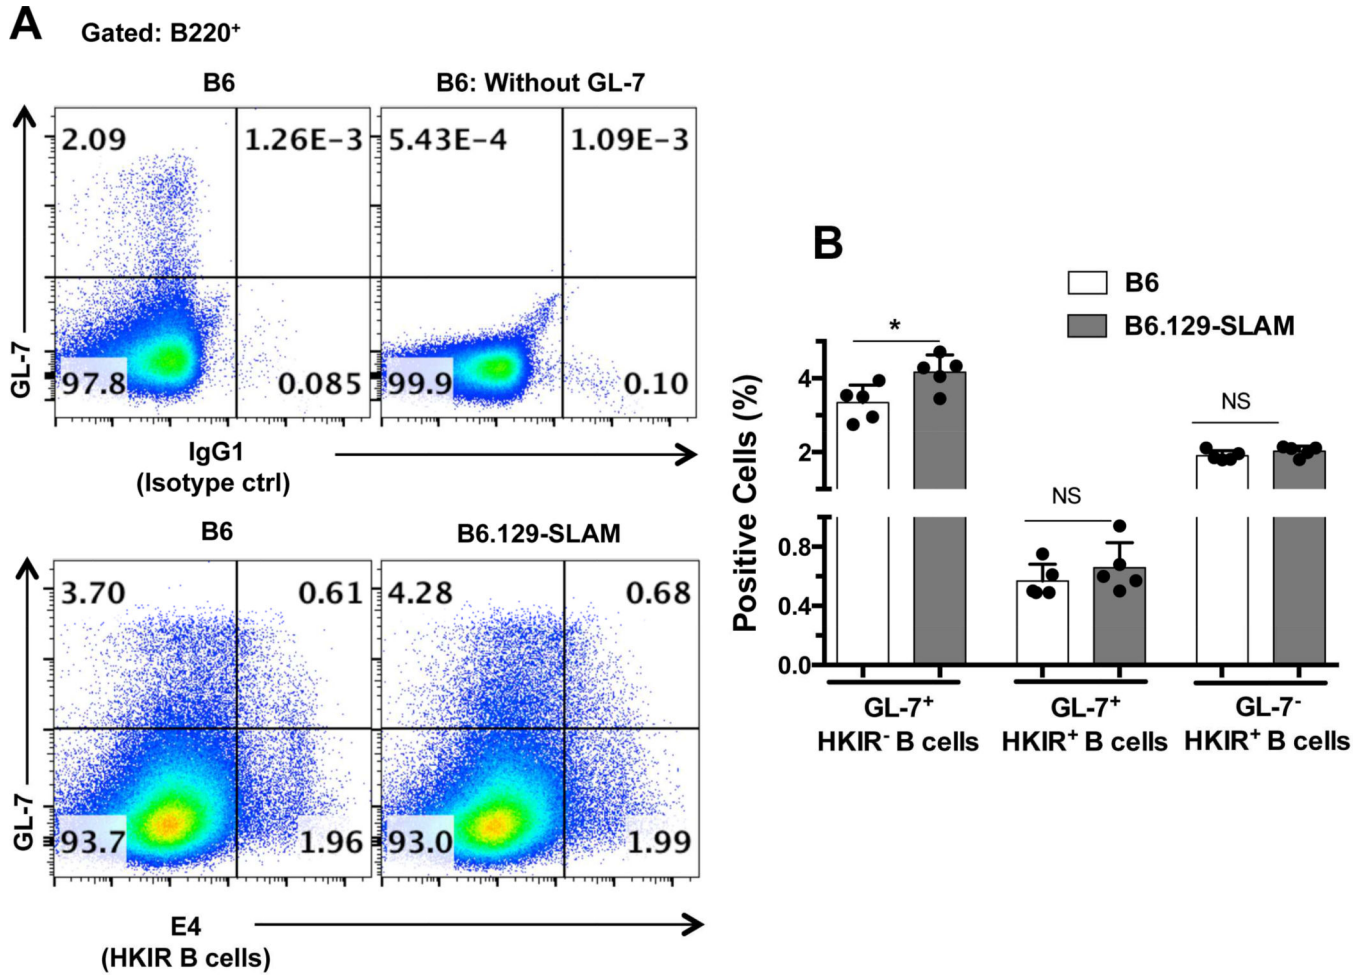 A
Gated: B220⁺
B6
B6: Without GL-7
2.09
1.26E-3
5.43E-4
1.09E-3
97.8
0.085
99.9
0.10
GL-7
IgG1
(Isotype ctrl)
B6
B6.129-SLAM
3.70
0.61
4.28
0.68
93.7
1.96
93.0
1.99
GL-7
E4
(HKIR B cells)
B
B6
B6.129-SLAM
Positive Cells (%)
4
2
0.8
0.4
0.0
*
NS
NS
GL-7⁺
HKIR⁻ B cells
GL-7⁺
HKIR⁺ B cells
GL-7⁻
HKIR⁺ B cells